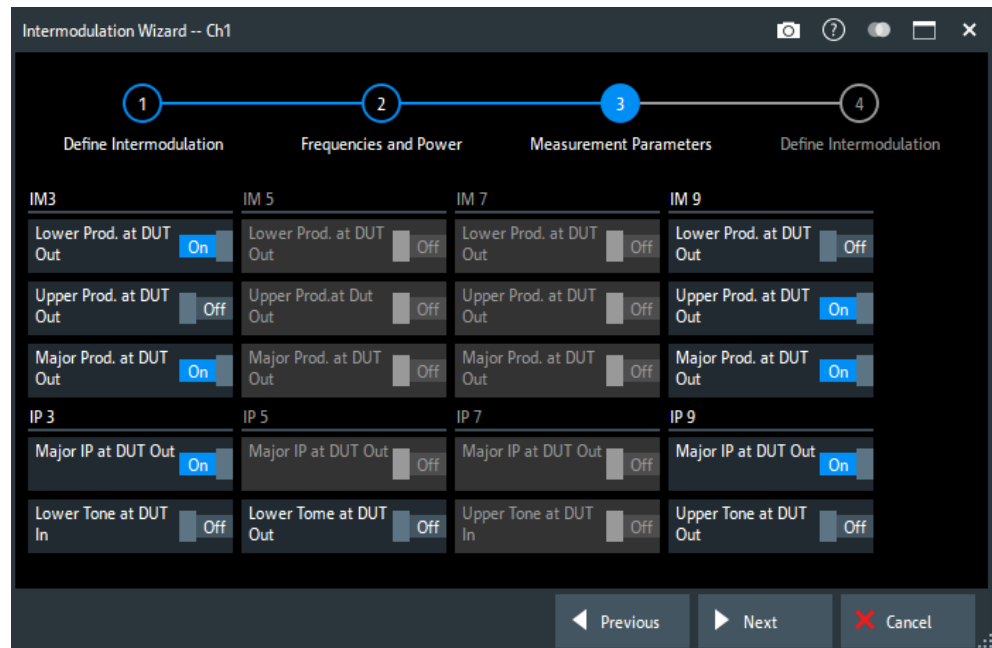 Intermodulation Wizard -- Ch1
?
1
2
3
4
Define Intermodulation
Frequencies and Power
Measurement Parameters
Define Intermodulation
IM3
IM 5
IM 7
IM 9
Lower Prod. at DUT
Out
On
Lower Prod. at DUT
Out
Off
Lower Prod. at DUT
Out
Off
Lower Prod. at DUT
Out
Off
Upper Prod. at DUT
Out
Off
Upper Prod.at Dut
Out
Off
Upper Prod. at DUT
Out
Off
Upper Prod. at DUT
Out
On
Major Prod. at DUT
Out
On
Major Prod. at DUT
Out
Off
Major Prod. at DUT
Out
Off
Major Prod. at DUT
Out
On
IP 3
IP 5
IP 7
IP 9
Major IP at DUT Out
On
Major IP at DUT Out
Off
Major IP at DUT Out
Off
Major IP at DUT Out
On
Lower Tone at DUT
In
Off
Lower Tome at DUT
Out
Off
Upper Tone at DUT
In
Off
Upper Tone at DUT
Out
Off
Previous
Next
Cancel